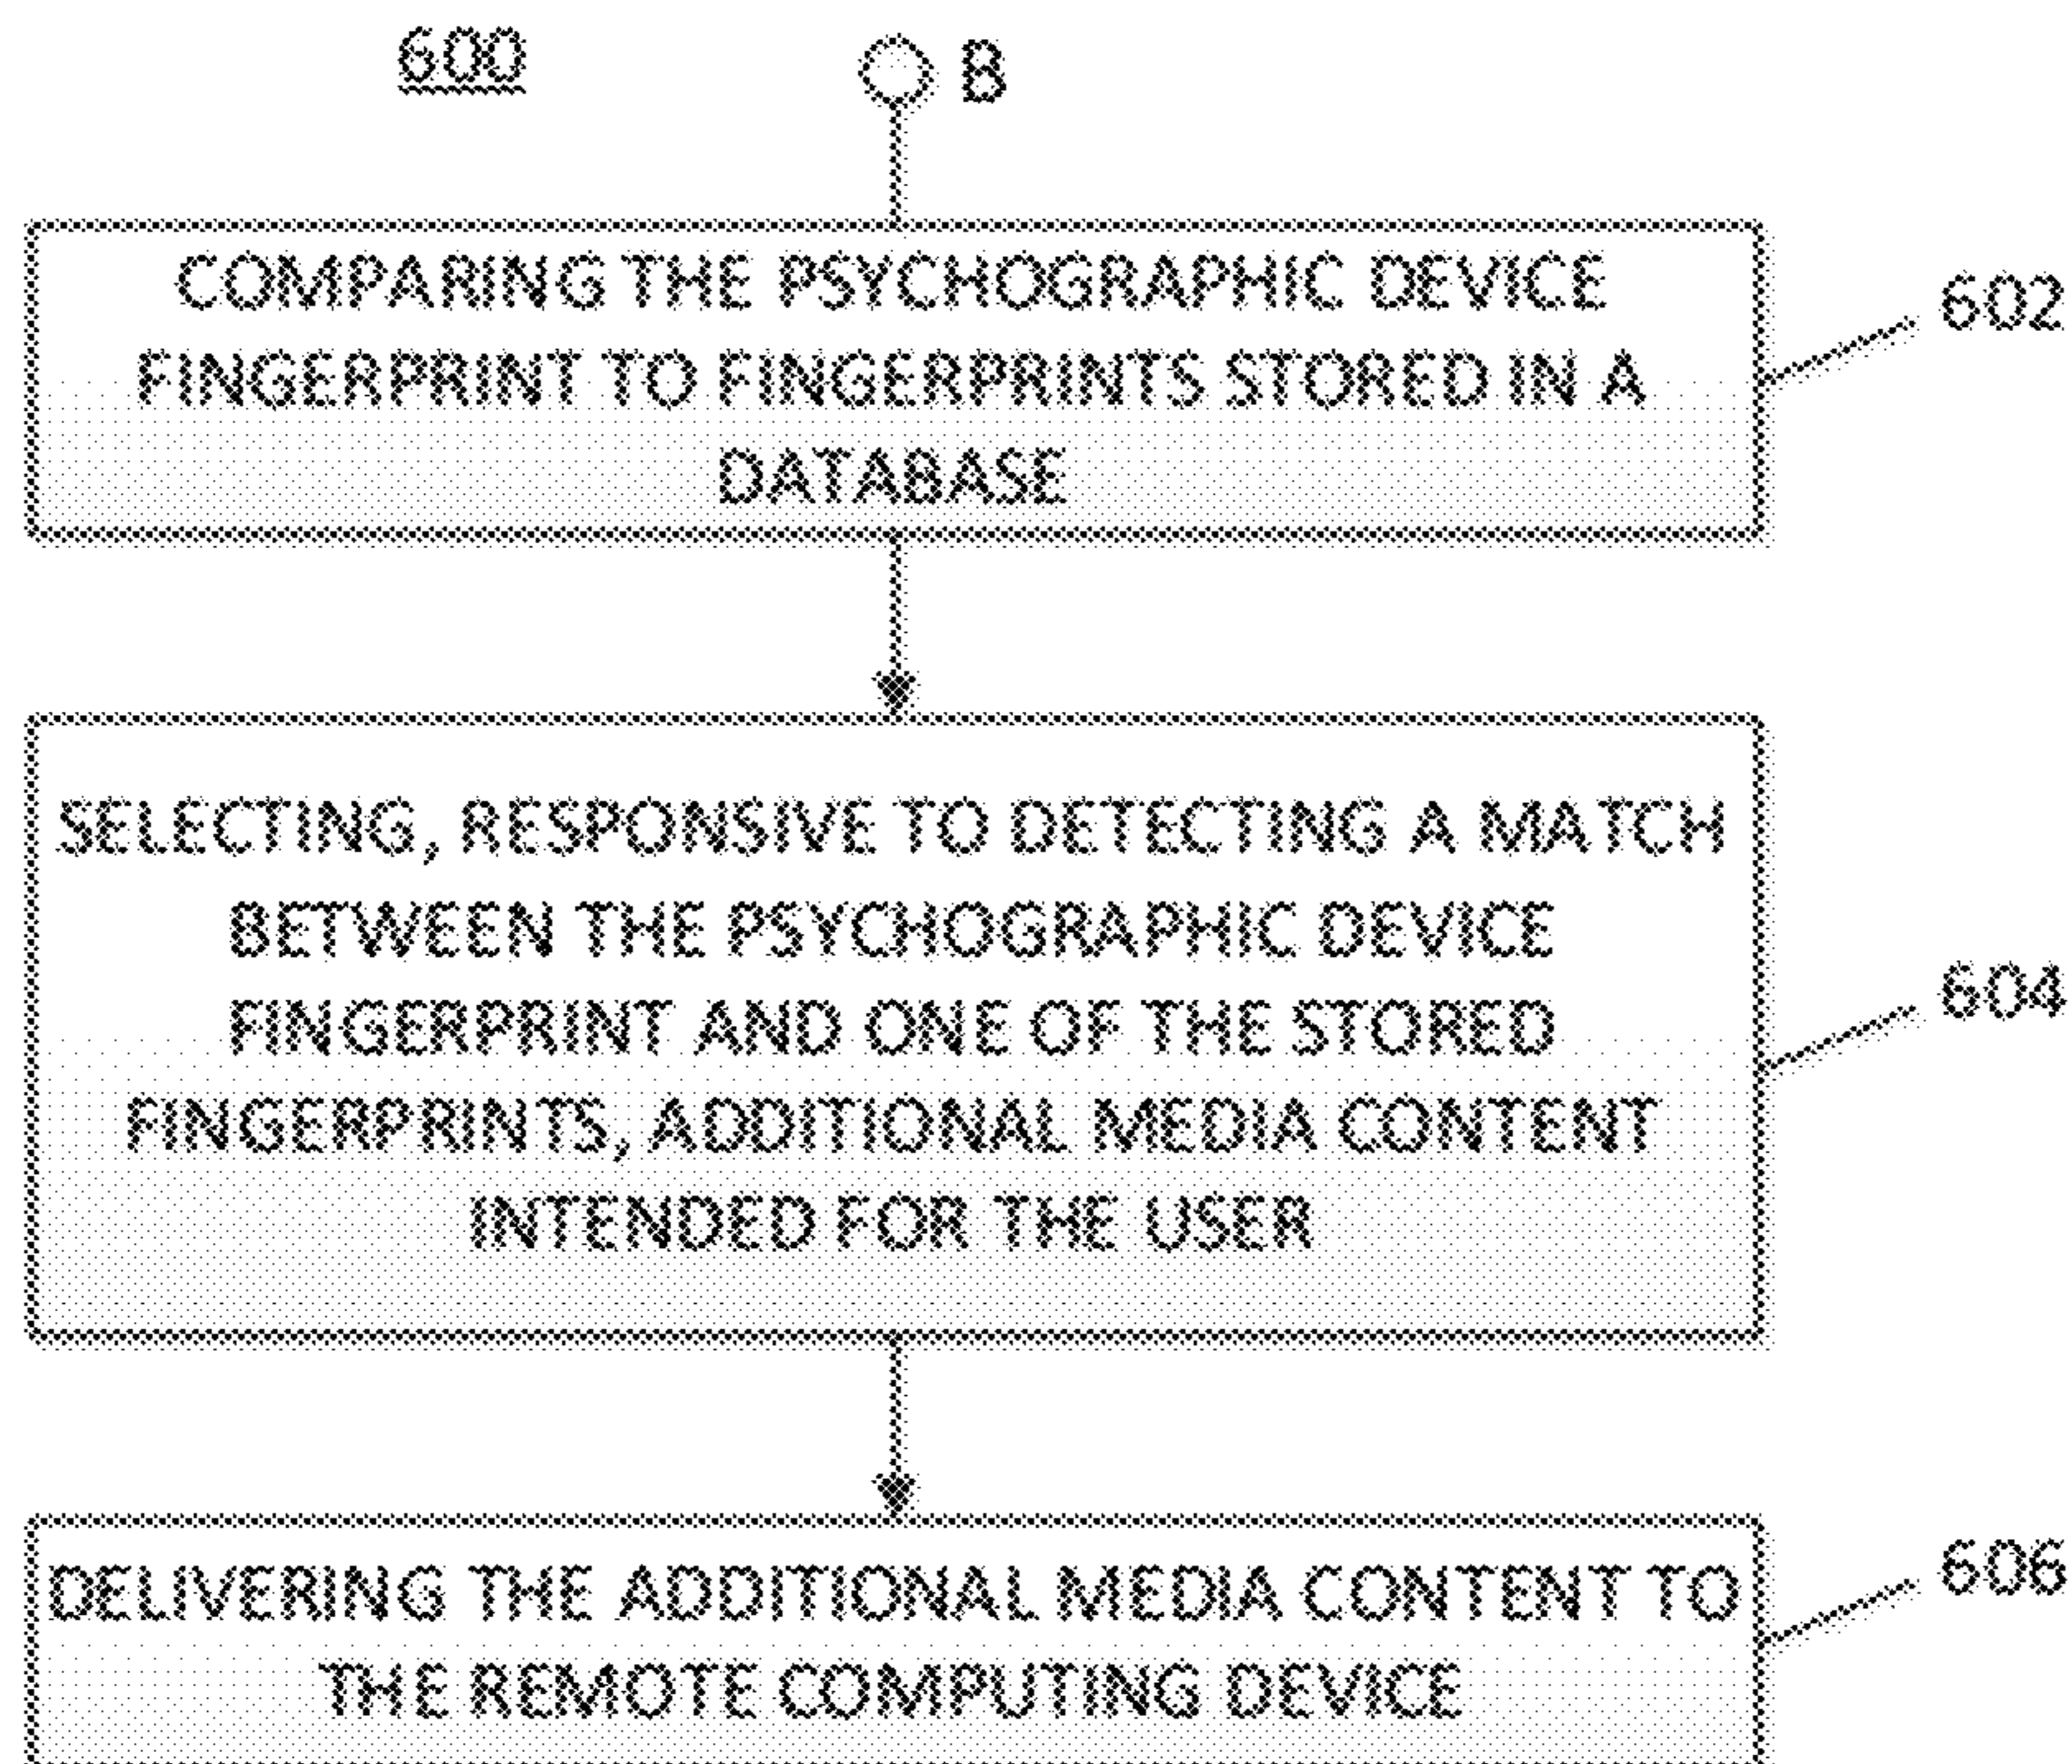 600
B
COMPARING THE PSYCHOGRAPHIC DEVICE
FINGERPRINT TO FINGERPRINTS STORED IN A
DATABASE
602
SELECTING, RESPONSIVE TO DETECTING A MATCH
BETWEEN THE PSYCHOGRAPHIC DEVICE
FINGERPRINT AND ONE OF THE STORED
FINGERPRINTS, ADDITIONAL MEDIA CONTENT
INTENDED FOR THE USER
604
DELIVERING THE ADDITIONAL MEDIA CONTENT TO
THE REMOTE COMPUTING DEVICE
606